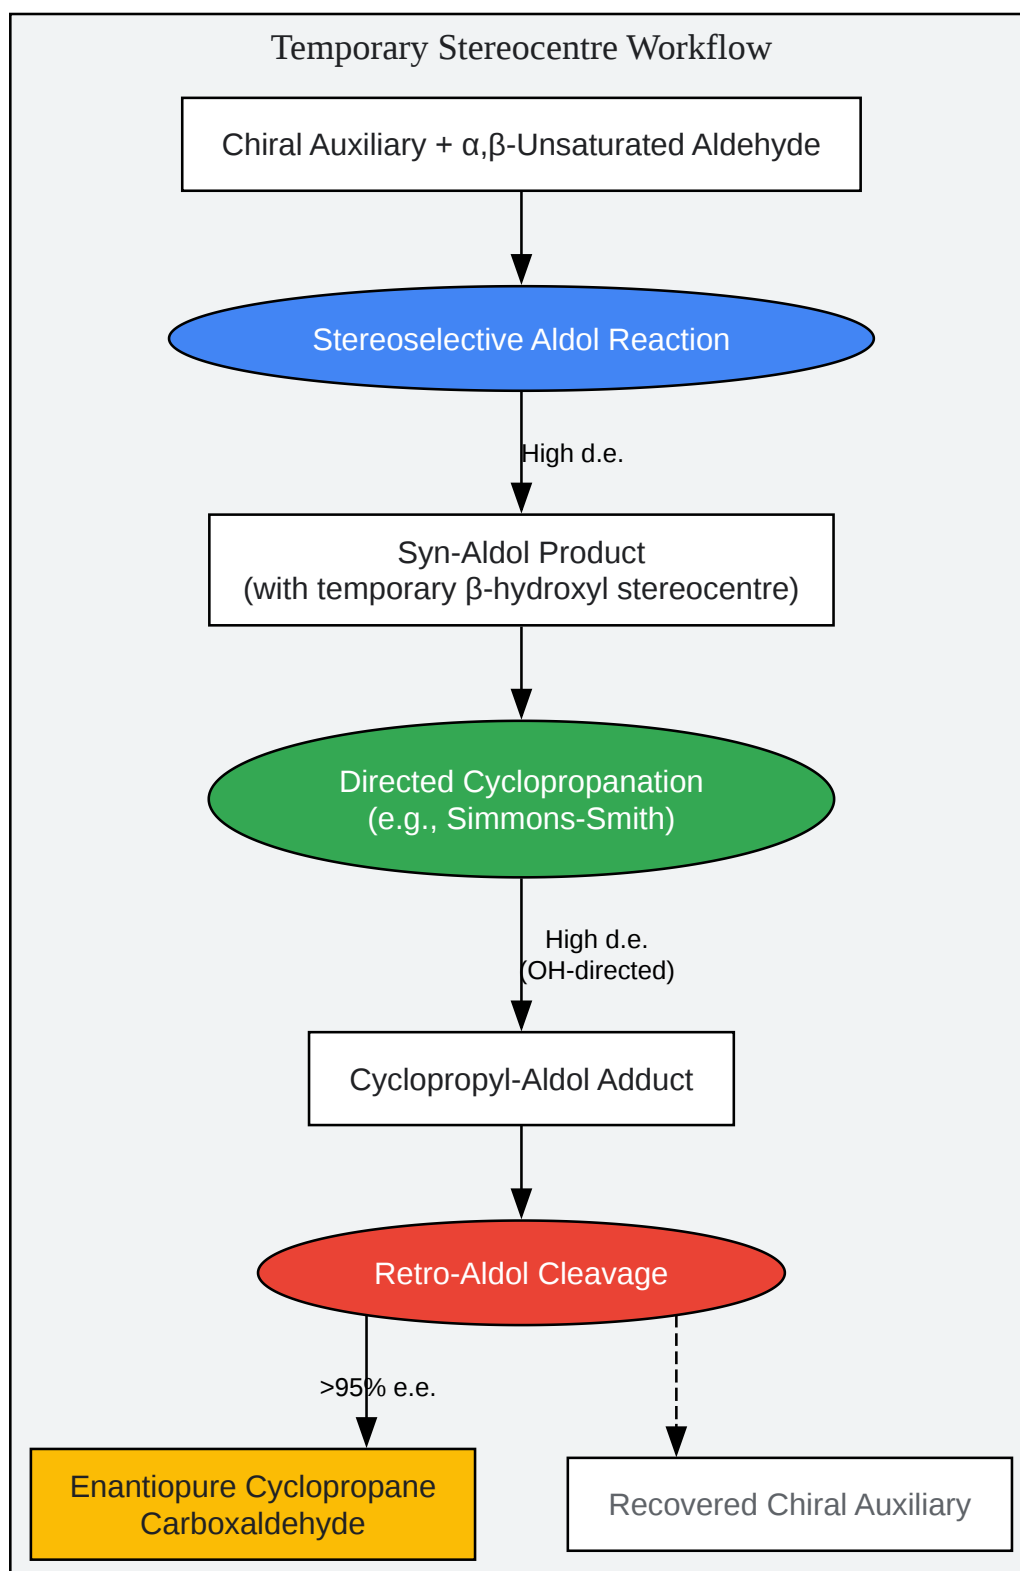 Temporary Stereocentre Workflow
Chiral Auxiliary + α,β-Unsaturated Aldehyde
Stereoselective Aldol Reaction
High d.e.
Syn-Aldol Product
(with temporary β-hydroxyl stereocentre)
Directed Cyclopropanation
(e.g., Simmons-Smith)
High d.e.
(OH-directed)
Cyclopropyl-Aldol Adduct
Retro-Aldol Cleavage
>95% e.e.
Enantiopure Cyclopropane
Carboxaldehyde
Recovered Chiral Auxiliary